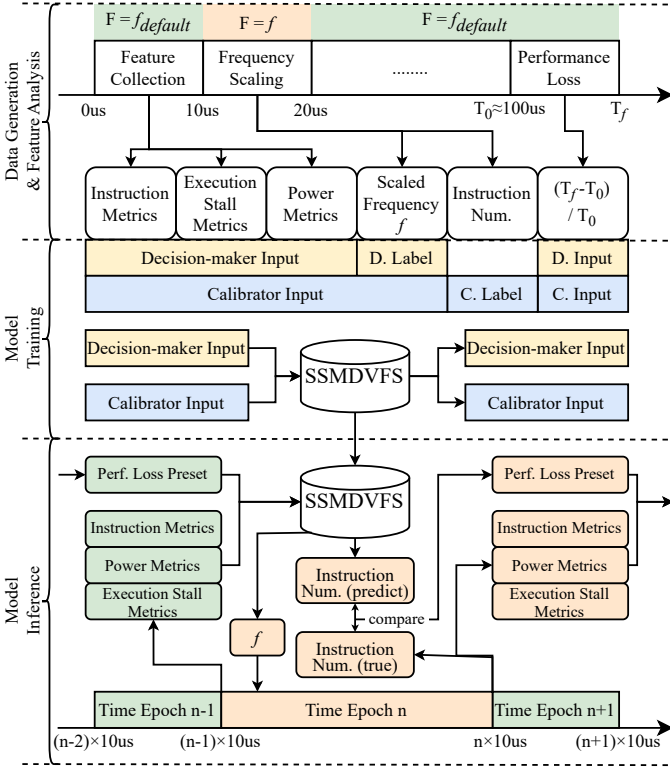 F = f_default
F = f
F = f_default
Data Generation
& Feature Analysis
Feature
Collection
Frequency
Scaling
........
Performance
Loss
0us
10us
20us
T₀≈100us
T_f
Instruction
Metrics
Execution
Stall
Metrics
Power
Metrics
Scaled
Frequency
f
Instruction
Num.
(T_f-T₀)
/ T₀
Model
Training
Decision-maker Input
D. Label
D. Input
Calibrator Input
C. Label
C. Input
Decision-maker Input
SSMDVFS
Decision-maker Input
Calibrator Input
Calibrator Input
Model
Inference
Perf. Loss Preset
SSMDVFS
Perf. Loss Preset
Instruction Metrics
Power Metrics
Execution Stall
Metrics
Instruction
Num. (predict)
compare
f
Instruction
Num. (true)
Instruction Metrics
Power Metrics
Execution Stall
Metrics
Time Epoch n-1
Time Epoch n
Time Epoch n+1
(n-2)×10us
(n-1)×10us
n×10us
(n+1)×10us